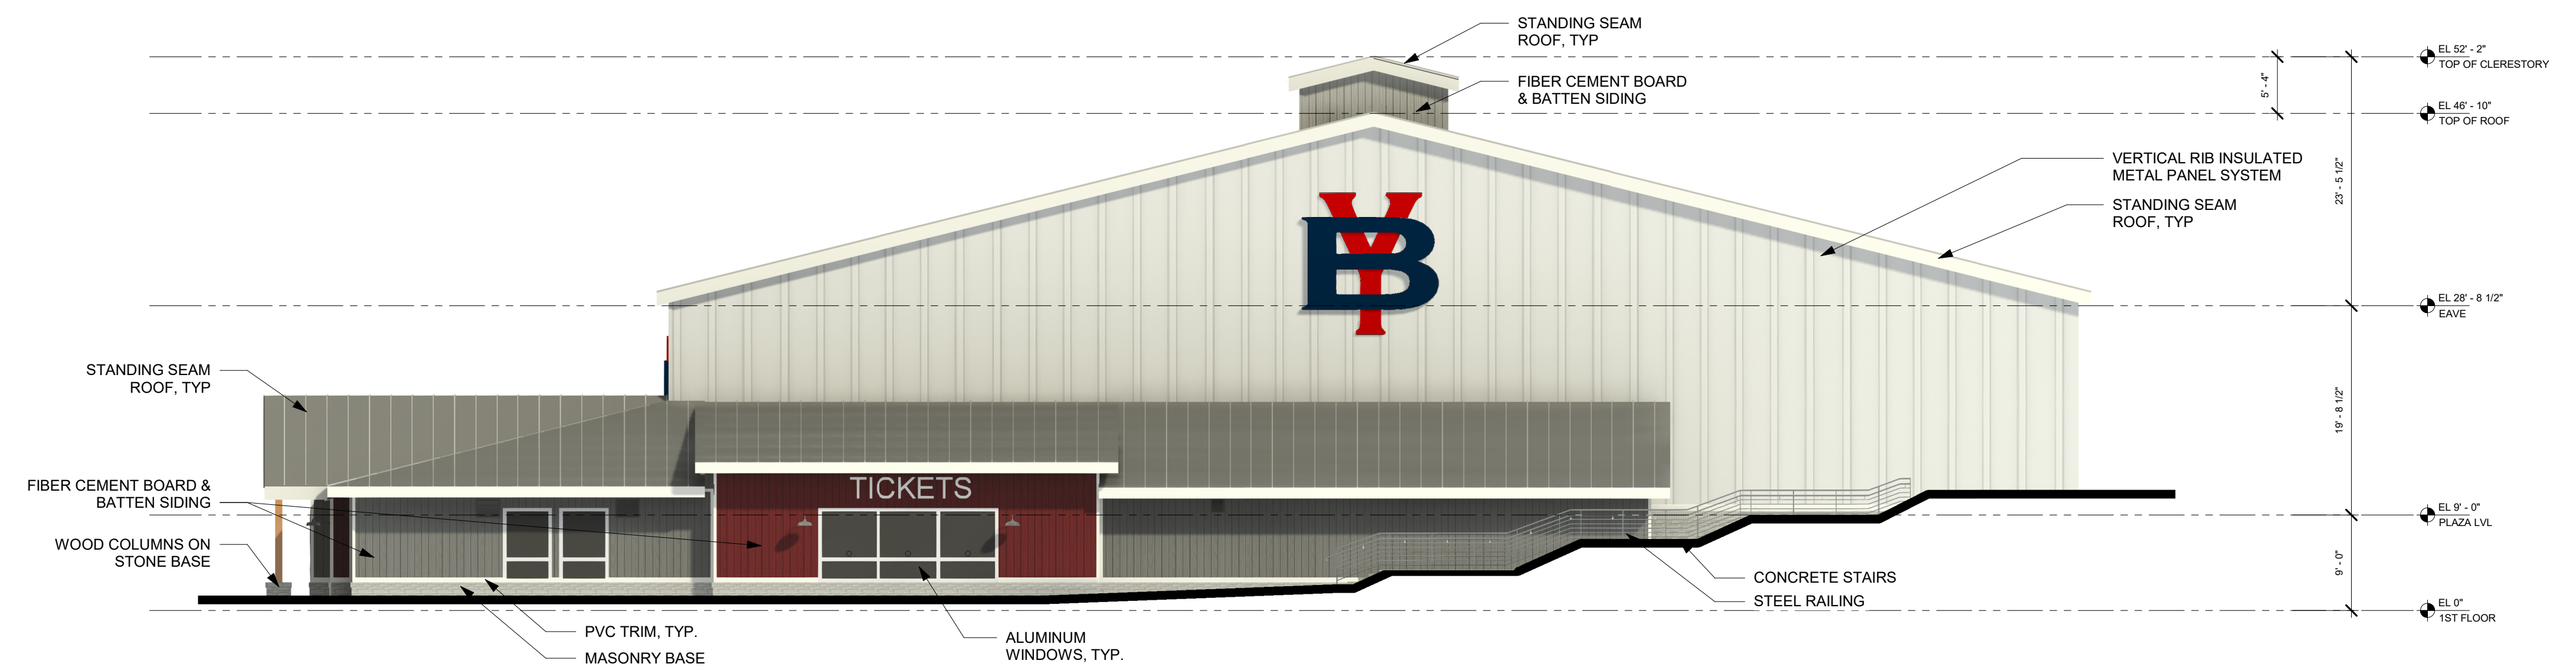 STANDING SEAM
ROOF, TYP
FIBER CEMENT BOARD
& BATTEN SIDING
EL 52' - 2"
TOP OF CLERESTORY
5' - 4"
EL 46' - 10"
TOP OF ROOF
VERTICAL RIB INSULATED
METAL PANEL SYSTEM
STANDING SEAM
ROOF, TYP
23' - 5 1/2"
YB
EL 28' - 8 1/2"
EAVE
STANDING SEAM
ROOF, TYP
19' - 8 1/2"
FIBER CEMENT BOARD &
BATTEN SIDING
TICKETS
EL 9' - 0"
PLAZA LVL
WOOD COLUMNS ON
STONE BASE
9' - 0"
CONCRETE STAIRS
STEEL RAILING
EL 0"
1ST FLOOR
PVC TRIM, TYP.
MASONRY BASE
ALUMINUM
WINDOWS, TYP.